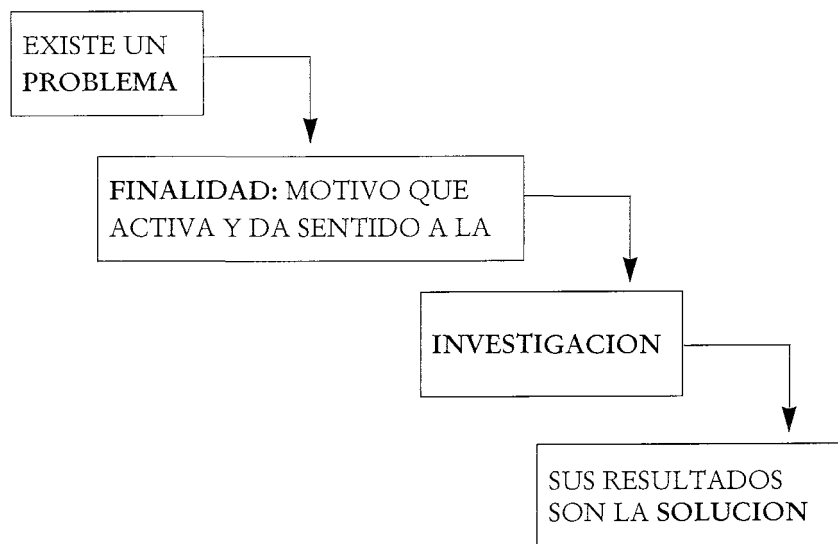 EXISTE UN
PROBLEMA
FINALIDAD: MOTIVO QUE
ACTIVA Y DA SENTIDO A LA
INVESTIGACION
SUS RESULTADOS
SON LA SOLUCION